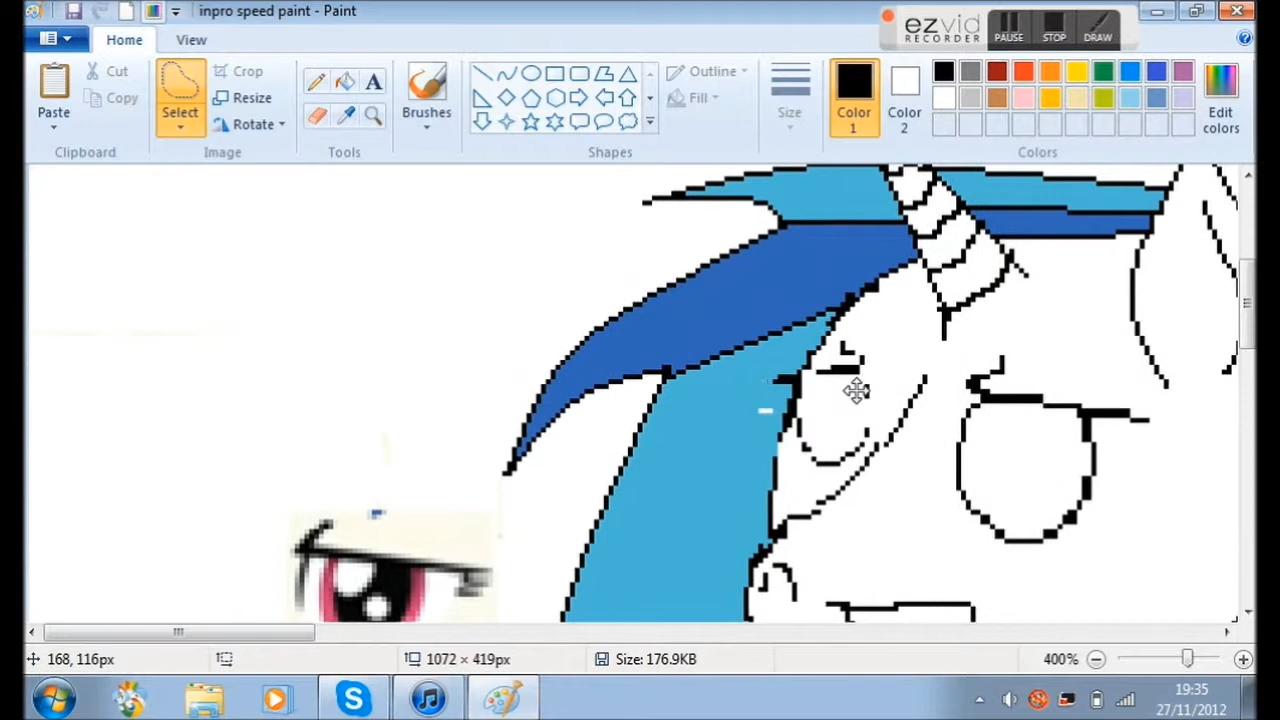 inpro speed paint - Paint
ezvid
RECORDER
PAUSE
STOP
DRAW
Home
View
Paste
Cut
Copy
Select
Crop
Resize
Rotate
A
Brushes
Outline
Fill
Size
Color
1
Color
2
Edit
colors
Clipboard
Image
Tools
Shapes
Colors
168, 116px
1072 × 419px
Size: 176.9KB
400%
19:35
27/11/2012